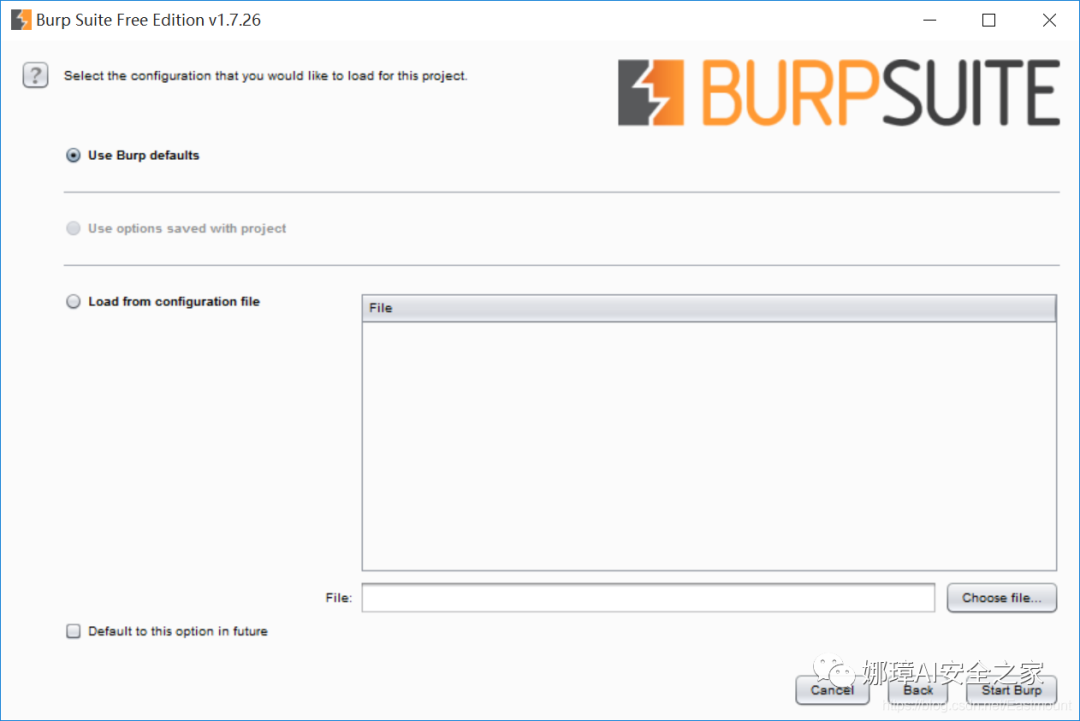 Burp Suite Free Edition v1.7.26
?
Select the configuration that you would like to load for this project.
BURPSUITE
Use Burp defaults
Use options saved with project
Load from configuration file
File
File:
Choose file...
Default to this option in future
娜璋AI安全之家
Cancel
Back
Start Burp
https://blog.csdn.net/Eastmount